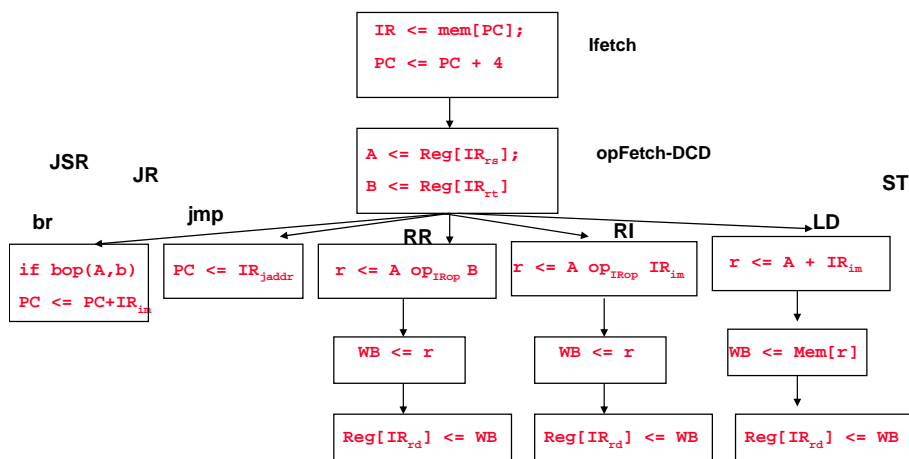 IR <= mem[PC];
PC <= PC + 4
Ifetch
A <= Reg[IRrs];
B <= Reg[IRrt]
opFetch-DCD
JSR
JR
ST
br
jmp
RR
RI
LD
if bop(A,b)
PC <= PC+IRim
PC <= IRjaddr
r <= A opIRop B
r <= A opIRop IRim
r <= A + IRim
WB <= r
WB <= r
WB <= Mem[r]
Reg[IRrd] <= WB
Reg[IRrd] <= WB
Reg[IRrd] <= WB